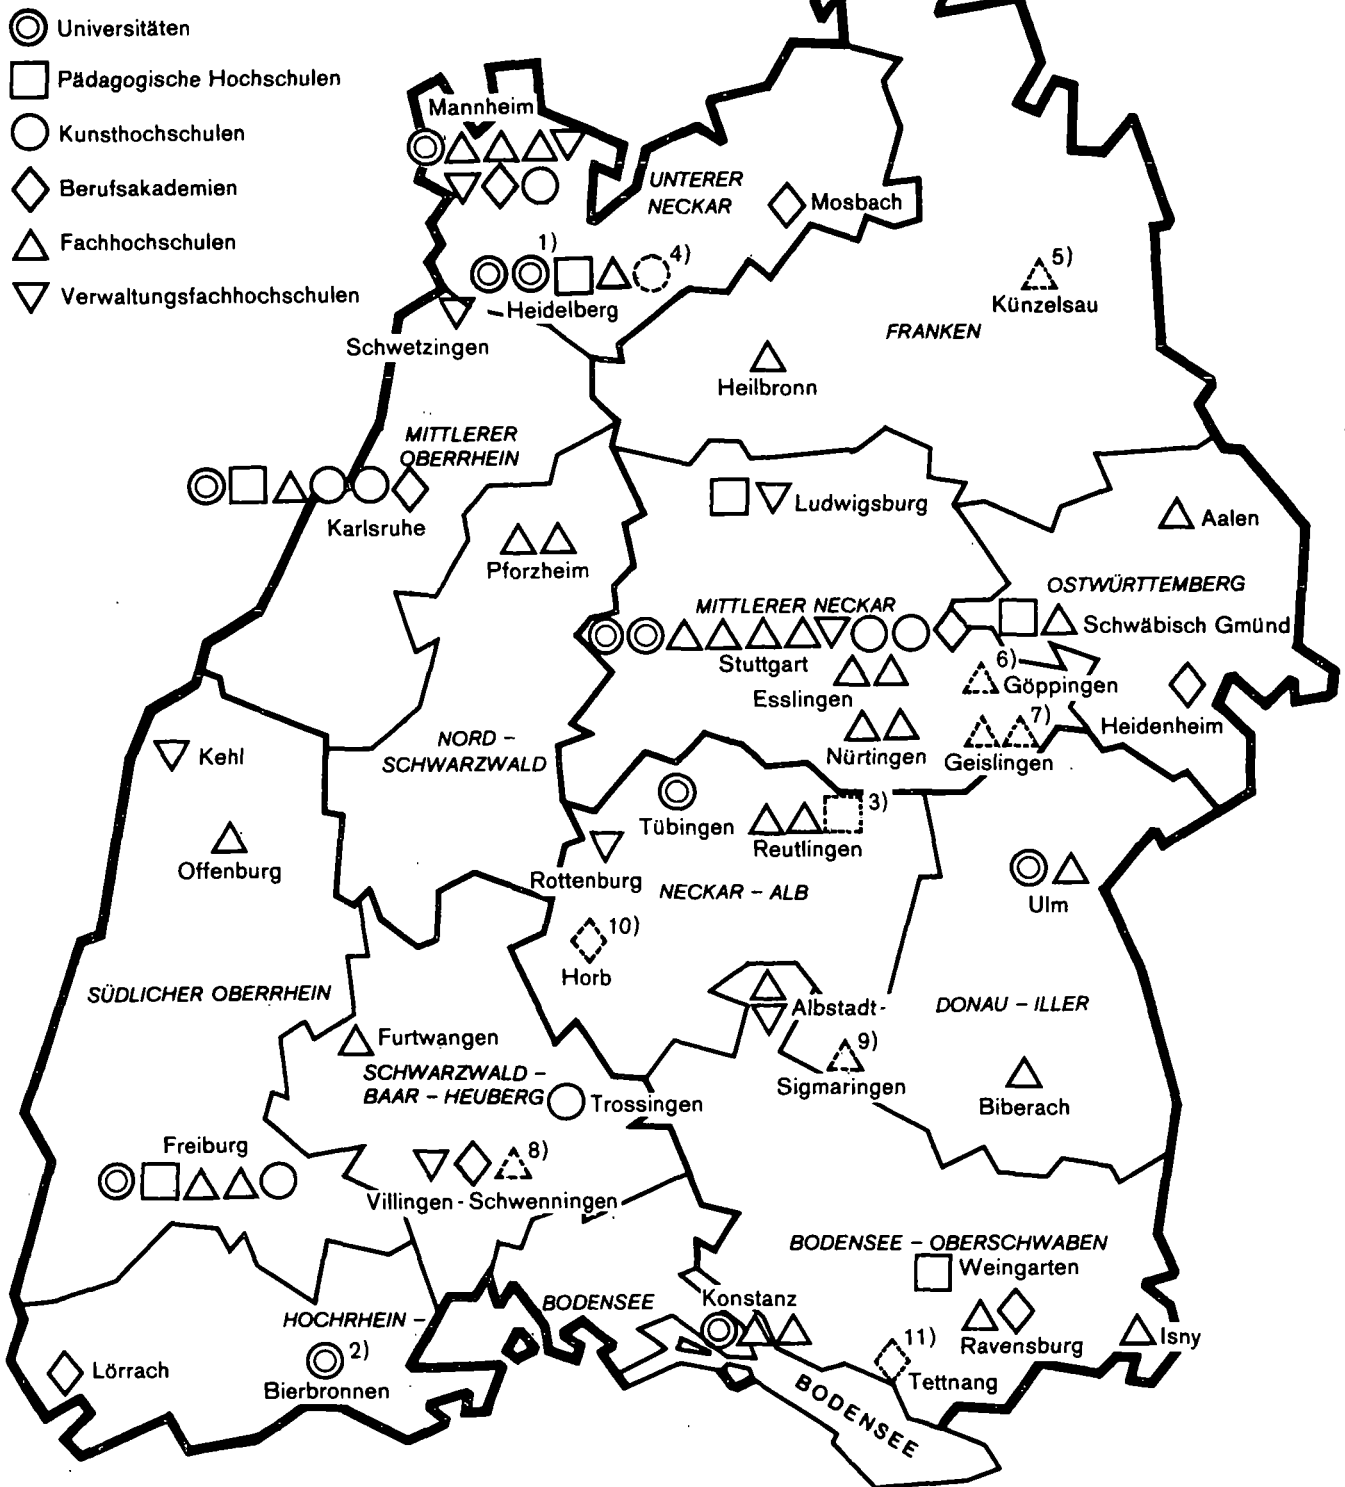 Universitäten
Pädagogische Hochschulen
Kunsthochschulen
Berufsakademien
Fachhochschulen
Verwaltungsfachhochschulen
Mannheim
UNTERER
NECKAR
Mosbach
1)
4)
Heidelberg
5)
Künzelsau
Schwetzingen
FRANKEN
Heilbronn
MITTLERER
OBERRHEIN
Karlsruhe
Ludwigsburg
Aalen
Pforzheim
OSTWÜRTTEMBERG
MITTLERER NECKAR
Schwäbisch Gmünd
Stuttgart
6)
Göppingen
Esslingen
7)
Heidenheim
Nürtingen
Geislingen
NORD –
SCHWARZWALD
Kehl
Tübingen
3)
Reutlingen
Offenburg
Rottenburg
NECKAR – ALB
Ulm
10)
Horb
SÜDLICHER OBERRHEIN
Albstadt-
DONAU – ILLER
Furtwangen
9)
Sigmaringen
SCHWARZWALD –
BAAR – HEUBERG
Trossingen
Biberach
Freiburg
8)
Villingen - Schwenningen
BODENSEE – OBERSCHWABEN
Weingarten
HOCHRHEIN –
BODENSEE
Konstanz
Ravensburg
Isny
2)
Bierbronnen
Lörrach
11)
Tettnang
BODENSEE